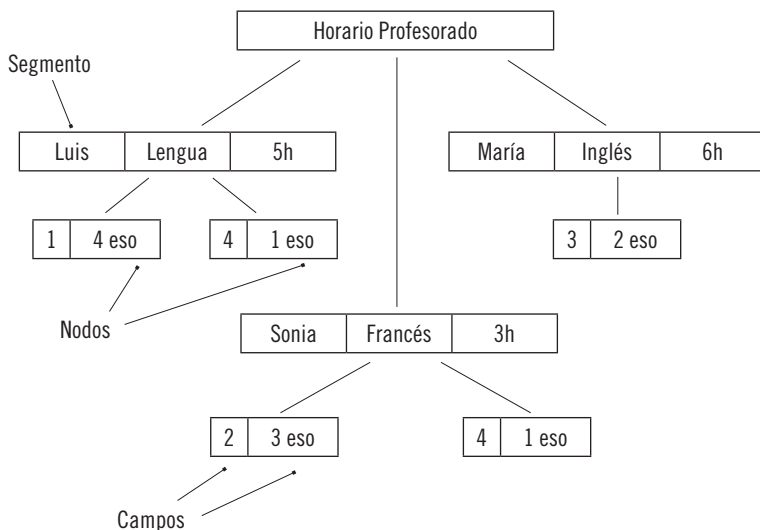 Horario Profesorado
Segmento
Luis Lengua 5h
María Inglés 6h
1 4 eso
4 1 eso
3 2 eso
Nodos
Sonia Francés 3h
2 3 eso
4 1 eso
Campos